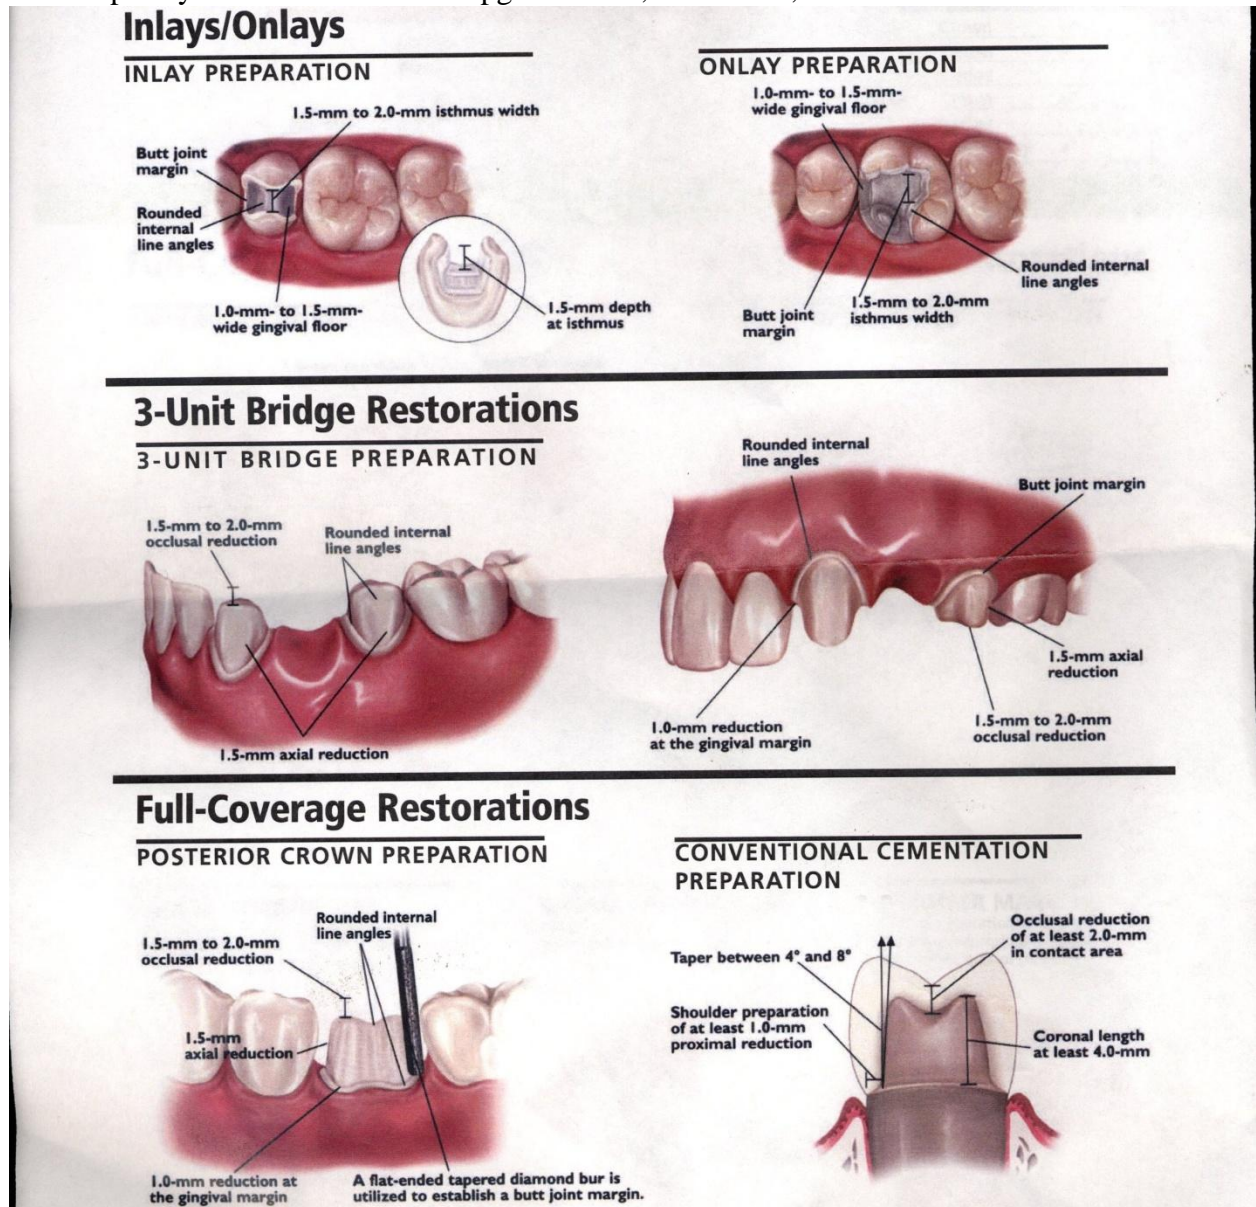 Inlays/Onlays
INLAY PREPARATION
1.5-mm to 2.0-mm isthmus width
Butt joint
margin
Rounded
internal
line angles
1.0-mm- to 1.5-mm-
wide gingival floor
1.5-mm depth
at isthmus
ONLAY PREPARATION
1.0-mm- to 1.5-mm-
wide gingival floor
Rounded internal
line angles
1.5-mm to 2.0-mm
isthmus width
Butt joint
margin
3-Unit Bridge Restorations
3-UNIT BRIDGE PREPARATION
1.5-mm to 2.0-mm
occlusal reduction
Rounded internal
line angles
1.5-mm axial reduction
Rounded internal
line angles
Butt joint margin
1.5-mm axial
reduction
1.0-mm reduction
at the gingival margin
1.5-mm to 2.0-mm
occlusal reduction
Full-Coverage Restorations
POSTERIOR CROWN PREPARATION
Rounded internal
line angles
1.5-mm to 2.0-mm
occlusal reduction
1.5-mm
axial reduction
1.0-mm reduction at
the gingival margin
A flat-ended tapered diamond bur is
utilized to establish a butt joint margin.
CONVENTIONAL CEMENTATION
PREPARATION
Occlusal reduction
of at least 2.0-mm
in contact area
Taper between 4° and 8°
Shoulder preparation
of at least 1.0-mm
proximal reduction
Coronal length
at least 4.0-mm